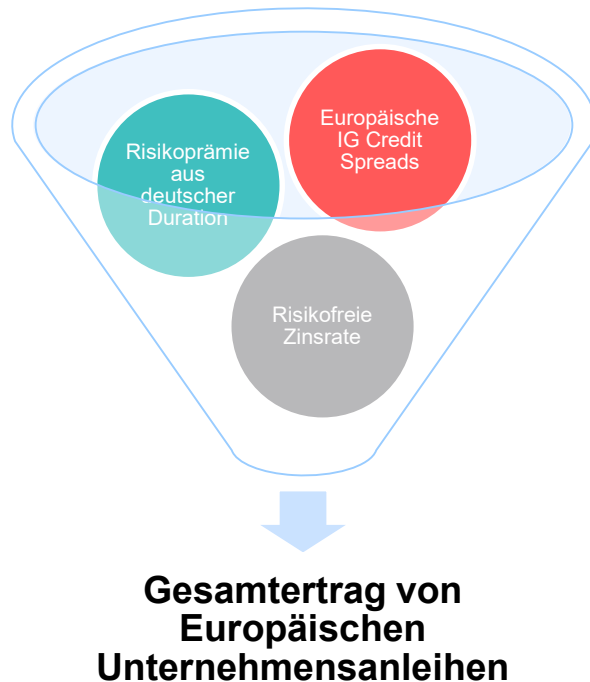 Europäische
IG Credit
Spreads
Risikoprämie
aus
deutscher
Duration
Risikofreie
Zinsrate
Gesamtertrag von
Europäischen
Unternehmensanleihen